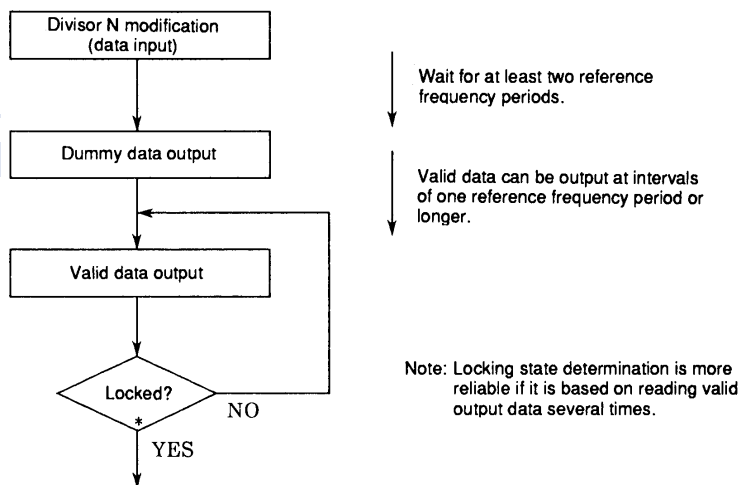 Divisor N modification
(data input)
Wait for at least two reference
frequency periods.
Dummy data output
Valid data can be output at intervals
of one reference frequency period or
longer.
Valid data output
Locked?
*
NO
YES
Note: Locking state determination is more
reliable if it is based on reading valid
output data several times.